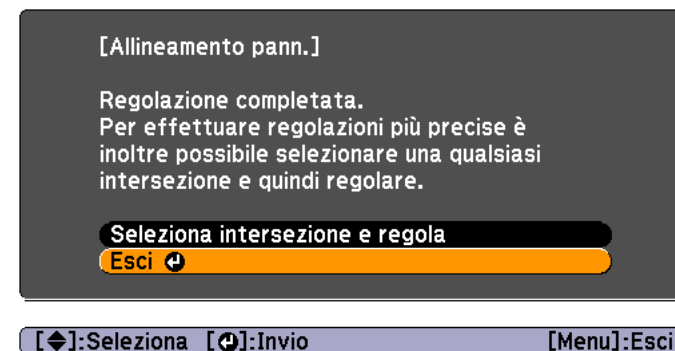 [Allineamento pann.]
Regolazione completata.
Per effettuare regolazioni più precise è
inoltre possibile selezionare una qualsiasi
intersezione e quindi regolare.
Seleziona intersezione e regola
Esci
[◆]:Seleziona [↵]:Invio [Menu]:Esci